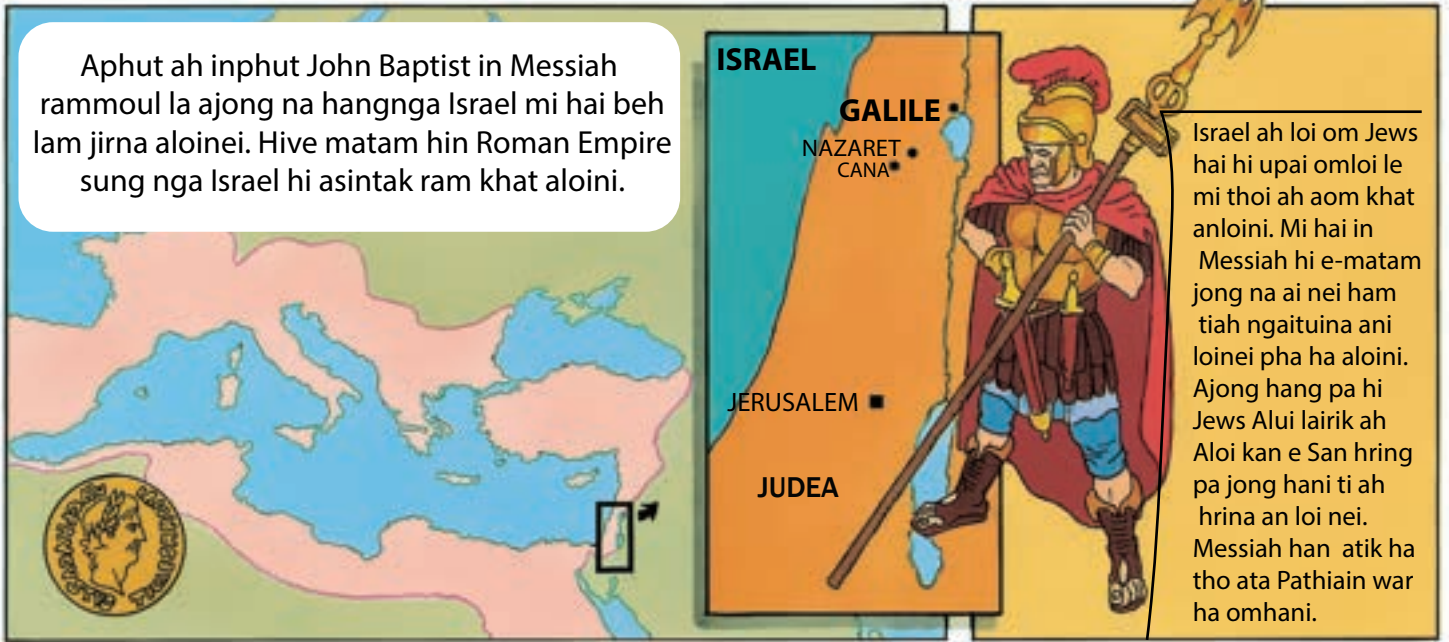 Aphut ah inphut John Baptist in Messiah
rammoul la ajong na hangnga Israel mi hai beh
lam jirna aloinei. Hive matam hin Roman Empire
sung nga Israel hi asintak ram khat aloini.
ISRAEL
GALILE
NAZARET
CANA
JERUSALEM
JUDEA
Israel ah loi om Jews
hai hi upai omloi le
mi thoi ah aom khat
anloini. Mi hai in
Messiah hi e-matam
jong na ai nei ham
tiah ngaituina ani
loinei pha ha aloini.
Ajong hang pa hi
Jews Alui lairik ah
Aloi kan e San hring
pa jong hani ti ah
hrina an loi nei.
Messiah han atik ha
tho ata Pathiain war
ha omhani.